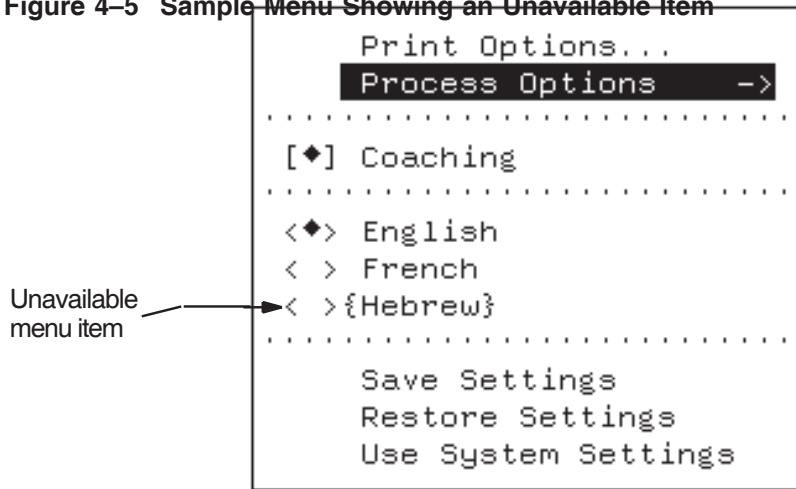 Figure 4–5 Sample Menu Showing an Unavailable Item
Print Options...
Process Options –>
[◆] Coaching
<◆> English
< > French
Unavailable
menu item
< >{Hebrew}
Save Settings
Restore Settings
Use System Settings